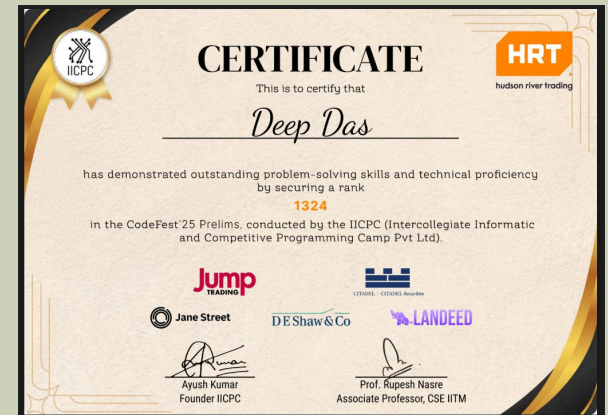 IICPC
CERTIFICATE
HRT
hudson river trading
This is to certify that
Deep Das
has demonstrated outstanding problem-solving skills and technical proficiency
by securing a rank
1324
in the CodeFest'25 Prelims, conducted by the IICPC (Intercollegiate Informatic
and Competitive Programming Camp Pvt Ltd).
Jump
TRADING
CITADEL | CITADEL Securities
Jane Street
DE Shaw & Co
LANDEED
Ayush Kumar
Founder IICPC
Prof. Rupesh Nasre
Associate Professor, CSE IITM